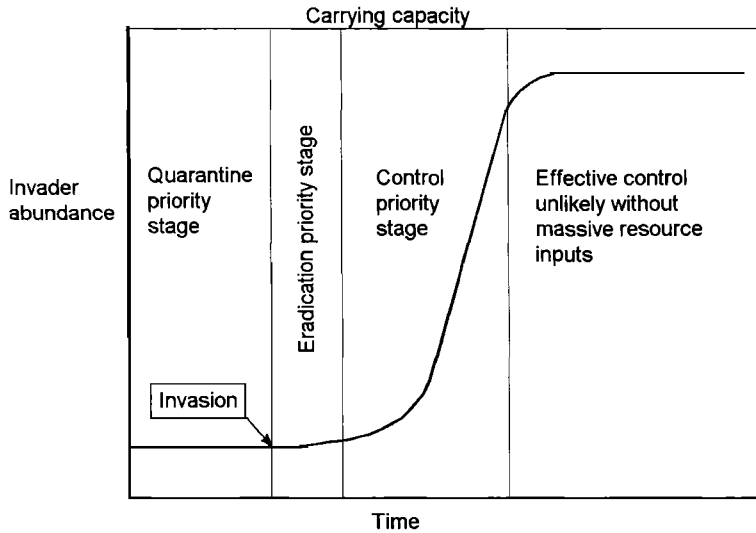 Carrying capacity
Invader
abundance
Quarantine
priority
stage
Eradication priority stage
Control
priority
stage
Effective control
unlikely without
massive resource
inputs
Invasion
Time